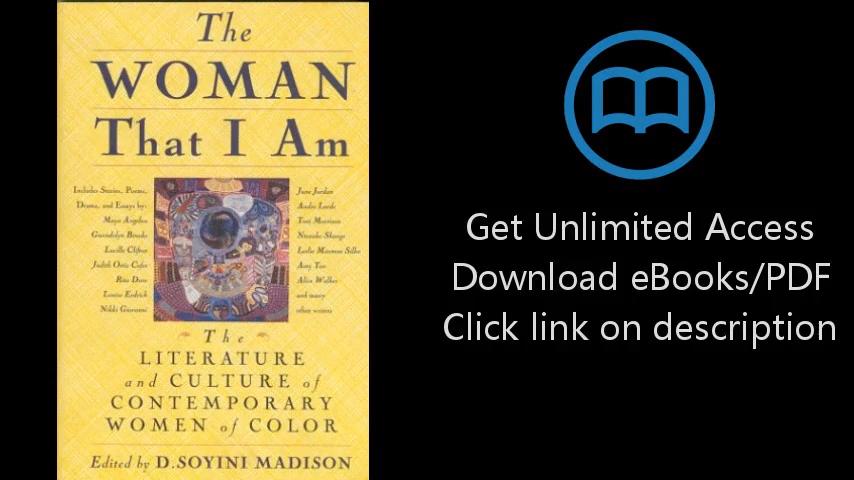 The
WOMAN
That I Am
Includes Stories, Poems,
Drama, and Essays by:
Maya Angelou
Gwendolyn Brooks
Lucille Clifton
Judith Ortiz Cofer
Rita Dove
Louise Erdrich
Nikki Giovanni
June Jordan
Audre Lorde
Toni Morrison
Ntozake Shange
Leslie Marmon Silko
Amy Tan
Alice Walker
and many
other writers
The
LITERATURE
and CULTURE of
CONTEMPORARY
WOMEN of COLOR
Edited by D. SOYINI MADISON
Get Unlimited Access
Download eBooks/PDF
Click link on description